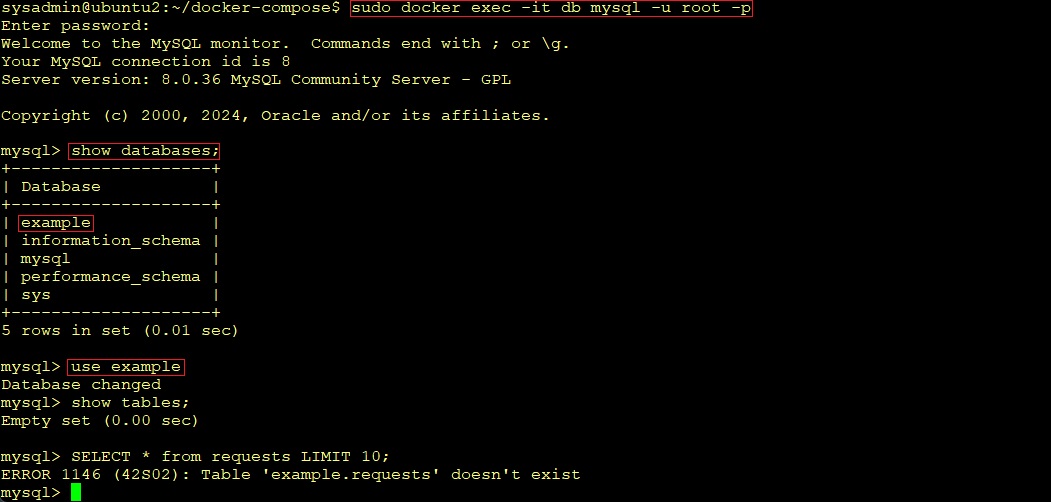 sysadmin@ubuntu2:~/docker-compose$ sudo docker exec -it db mysql -u root -p
Enter password:
Welcome to the MySQL monitor.  Commands end with ; or \g.
Your MySQL connection id is 8
Server version: 8.0.36 MySQL Community Server - GPL
Copyright (c) 2000, 2024, Oracle and/or its affiliates.
mysql> show databases;
+--------------------+
| Database           |
+--------------------+
| example            |
| information_schema |
| mysql              |
| performance_schema |
| sys                |
+--------------------+
5 rows in set (0.01 sec)
mysql> use example
Database changed
mysql> show tables;
Empty set (0.00 sec)
mysql> SELECT * from requests LIMIT 10;
ERROR 1146 (42S02): Table 'example.requests' doesn't exist
mysql>